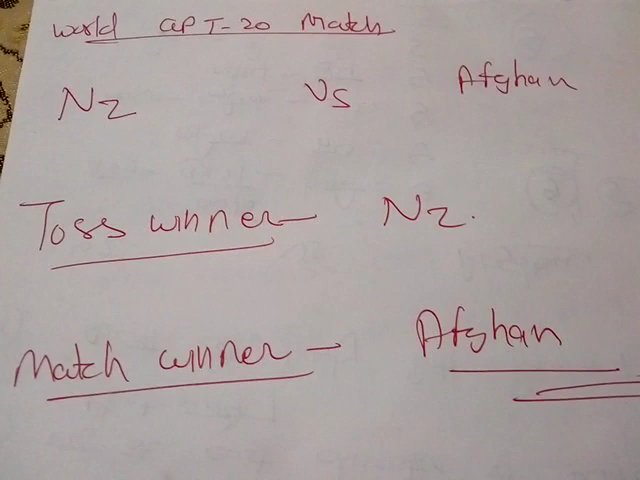 World CUP T-20 Match
NZ VS Afghan
Toss winner— NZ.
Match winner— Afghan